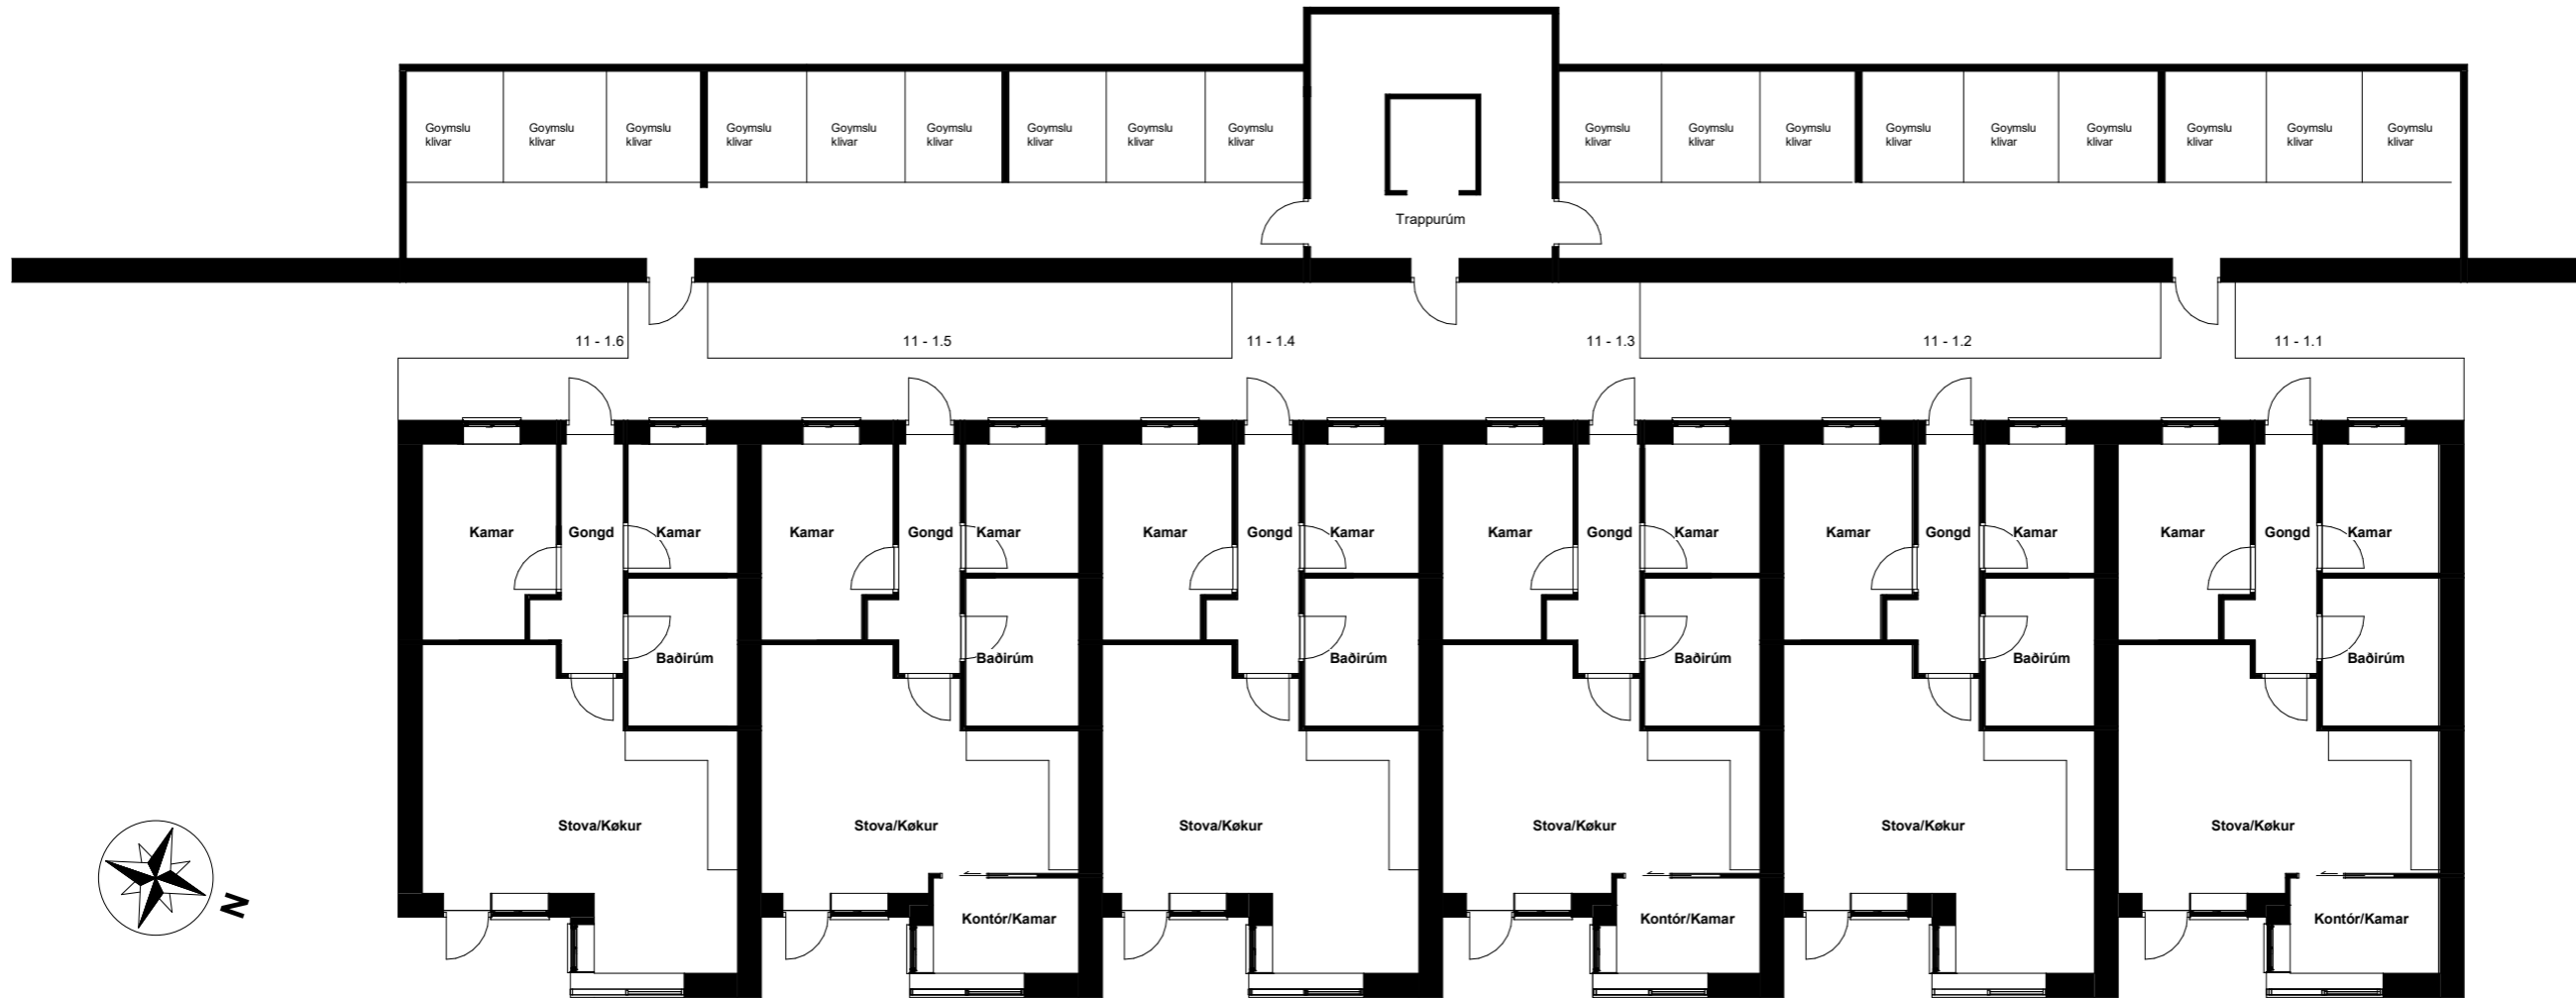 Goymslu
klivar
Goymslu
klivar
Goymslu
klivar
Goymslu
klivar
Goymslu
klivar
Goymslu
klivar
Goymslu
klivar
Goymslu
klivar
Goymslu
klivar
Goymslu
klivar
Goymslu
klivar
Goymslu
klivar
Goymslu
klivar
Goymslu
klivar
Goymslu
klivar
Goymslu
klivar
Goymslu
klivar
Goymslu
klivar
Trappurúm
11 - 1.6
11 - 1.5
11 - 1.4
11 - 1.3
11 - 1.2
11 - 1.1
Kamar
Gongd
Kamar
Kamar
Gongd
Kamar
Kamar
Gongd
Kamar
Kamar
Gongd
Kamar
Kamar
Gongd
Kamar
Kamar
Gongd
Kamar
Baðirúm
Baðirúm
Baðirúm
Baðirúm
Baðirúm
Baðirúm
Stova/Køkur
Stova/Køkur
Stova/Køkur
Stova/Køkur
Stova/Køkur
Stova/Køkur
N
Kontór/Kamar
Kontór/Kamar
Kontór/Kamar